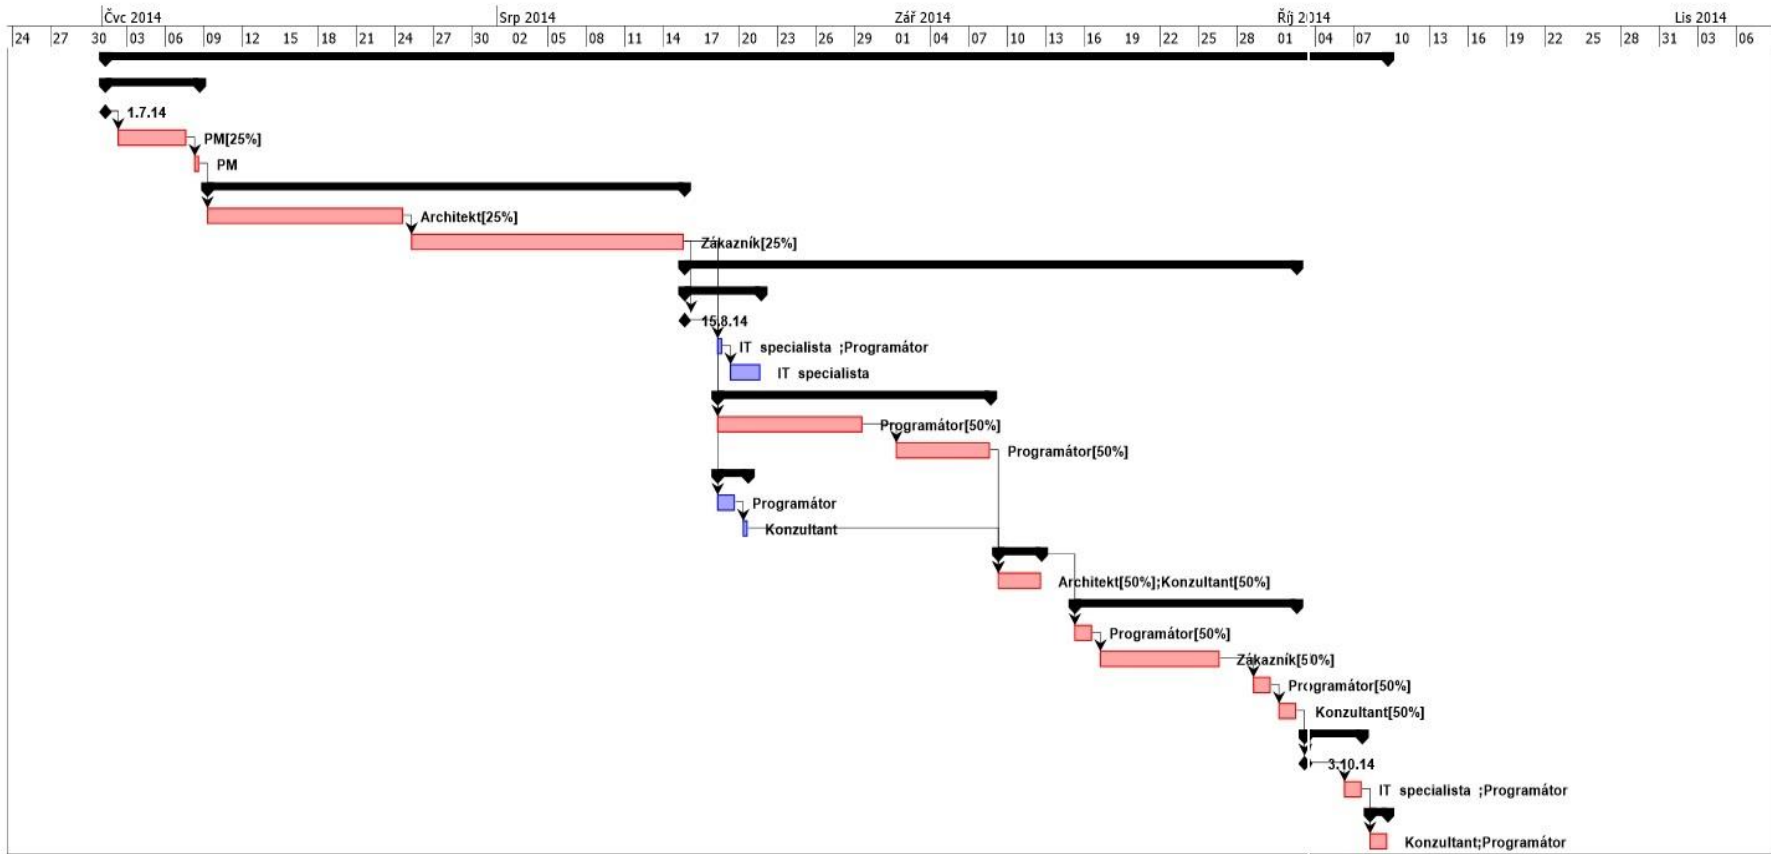 Čvc 2014 Srp 2014 Zář 2014 Říj 2014 Lis 2014
24 27 30 03 06 09 12 15 18 21 24 27 30 02 05 08 11 14 17 20 23 26 29 01 04 07 10 13 16 19 22 25 28 01 04 07 10 13 16 19 22 25 28 31 03 06
1.7.14
PM[25%]
PM
Architekt[25%]
Zákazník[25%]
15.8.14
IT specialista ;Programátor
IT specialista
Programátor[50%]
Programátor[50%]
Programátor
Konzultant
Architekt[50%];Konzultant[50%]
Programátor[50%]
Zákazník[50%]
Programátor[50%]
Konzultant[50%]
3.10.14
IT specialista ;Programátor
Konzultant;Programátor